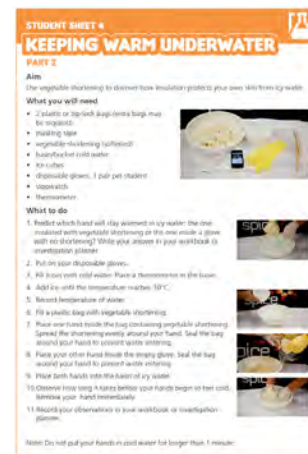 STUDENT SHEET 4
KEEPING WARM UNDERWATER
PART 2
Aim
Use vegetable shortening to discover how insulation protects your own skin from icy water.
What you will need
• 2 plastic or zip-lock bags (extra bags may
be required)
• masking tape
• vegetable shortening (softened)
• basin/bucket cold water
• ice cubes
• disposable gloves, 1 pair per student
• stopwatch
• thermometer
What to do
1. Predict which hand will stay warmest in icy water: the one
insulated with vegetable shortening or the one inside a glove
with no shortening? Write your answer in your workbook or
investigation planner.
2. Put on your disposable gloves.
3. Fill basin with cold water. Place a thermometer in the basin.
4. Add ice until the temperature reaches 10°C.
5. Record temperature of water.
6. Fill a plastic bag with vegetable shortening.
7. Place one hand inside the bag containing vegetable shortening.
Spread the shortening evenly around your hand. Seal the bag
around your hand to prevent water entering.
8. Place your other hand inside the empty glove. Seal the bag
around your hand to prevent water entering.
9. Place both hands into the basin of icy water.
10. Observe how long it takes before your hands begin to feel cold.
Remove your hand immediately.
11. Record your observations in your workbook or investigation
planner.
Note: Do not put your hands in cold water for longer than 1 minute.
spice
spice